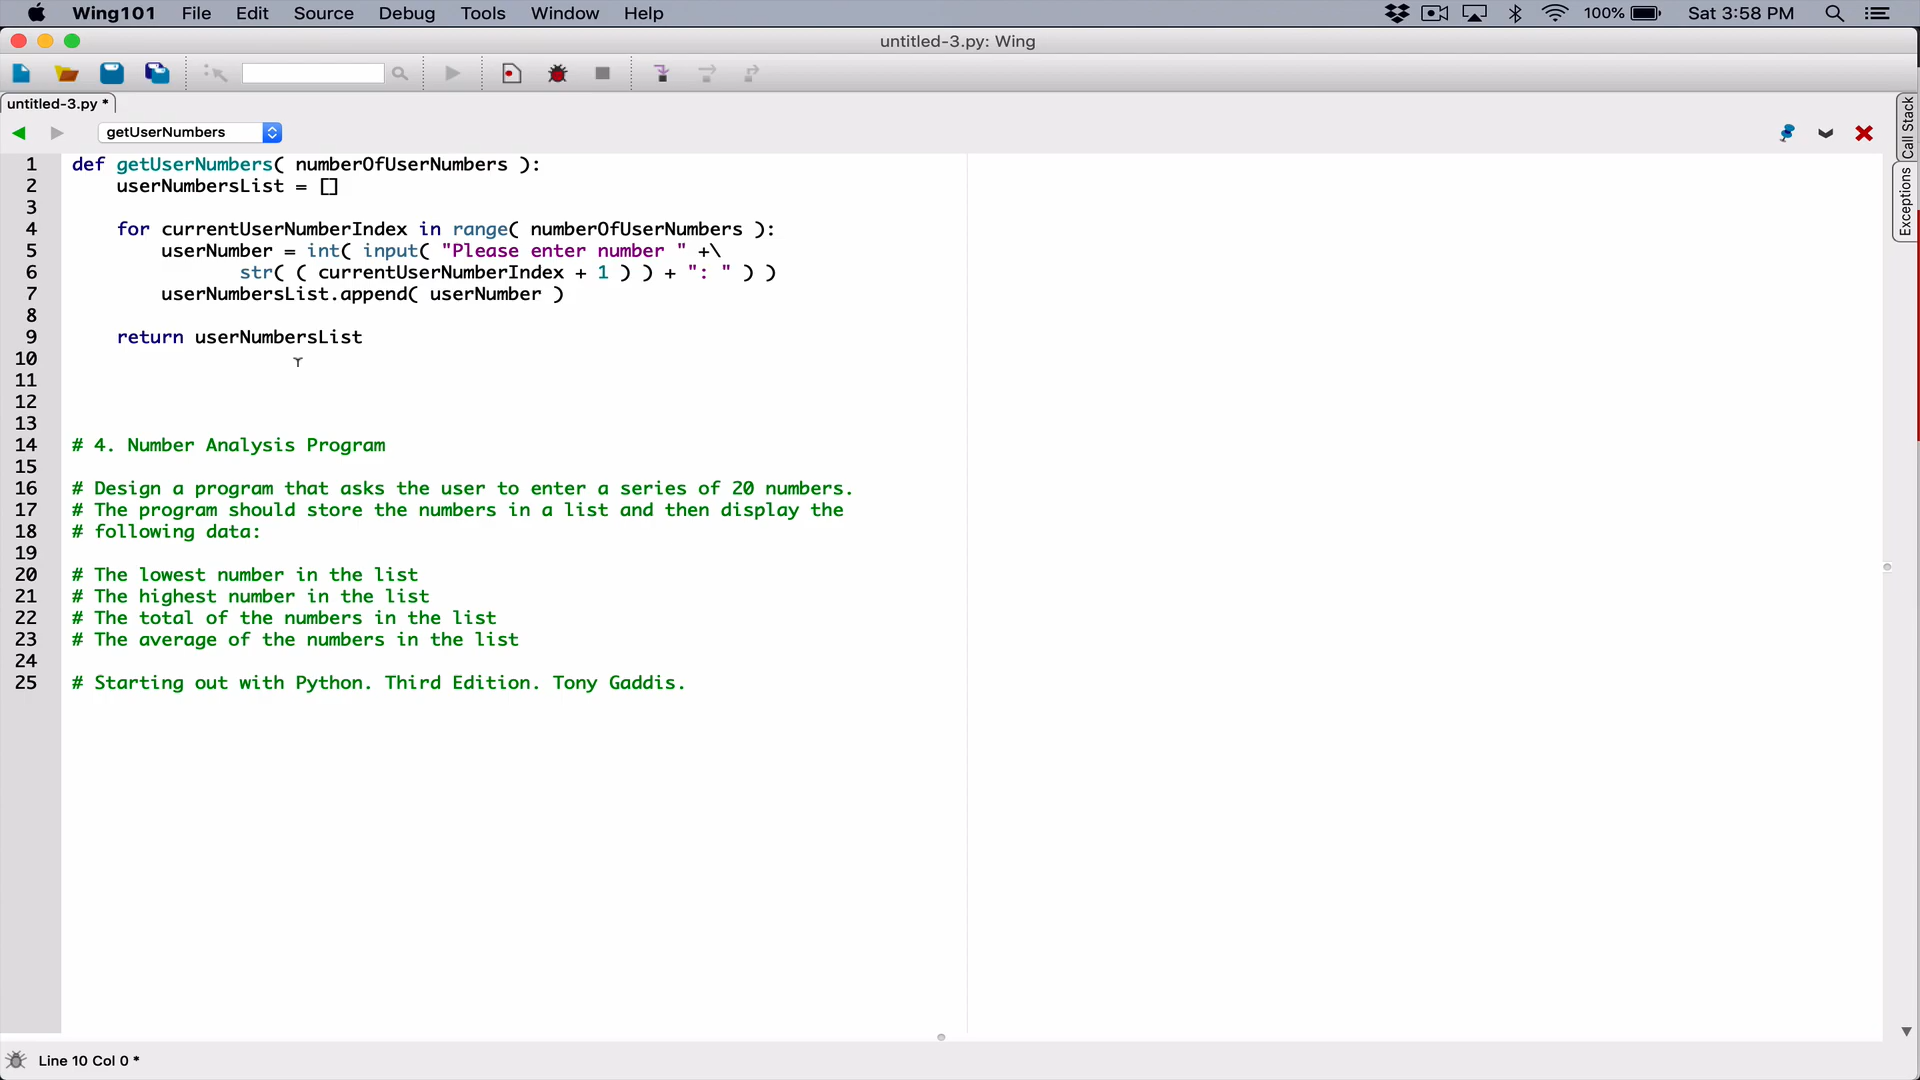 Wing101 File Edit Source Debug Tools Window Help 100% Sat 3:58 PM
untitled-3.py: Wing
untitled-3.py *
getUserNumbers
Call Stack
Exceptions
1 def getUserNumbers( numberOfUserNumbers ):
2 userNumbersList = []
3
4 for currentUserNumberIndex in range( numberOfUserNumbers ):
5 userNumber = int( input( "Please enter number " +\
6 str( ( currentUserNumberIndex + 1 ) ) + ": " ) )
7 userNumbersList.append( userNumber )
8
9 return userNumbersList
10
11
12
13
14 # 4. Number Analysis Program
15
16 # Design a program that asks the user to enter a series of 20 numbers.
17 # The program should store the numbers in a list and then display the
18 # following data:
19
20 # The lowest number in the list
21 # The highest number in the list
22 # The total of the numbers in the list
23 # The average of the numbers in the list
24
25 # Starting out with Python. Third Edition. Tony Gaddis.
Line 10 Col 0 *